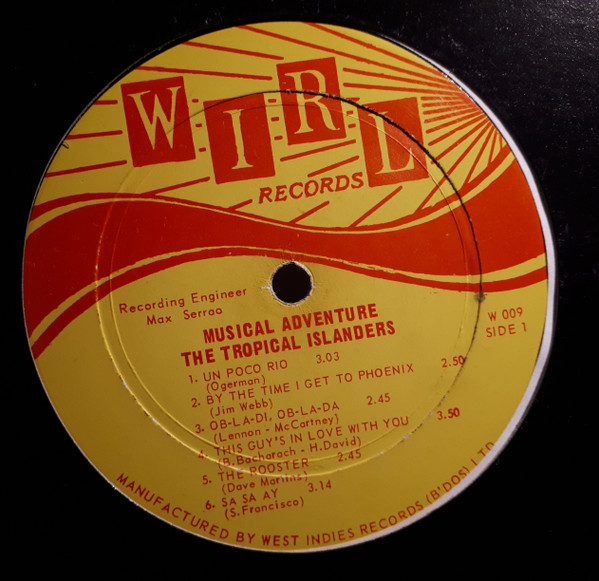 WIRL
RECORDS
Recording Engineer
Max Serrao
MUSICAL ADVENTURE
THE TROPICAL ISLANDERS
W 009
SIDE 1
1. UN POCO RIO 3.03
(Ogerman)
2. BY THE TIME I GET TO PHOENIX 2.50
(Jim Webb)
3. OB-LA-DI, OB-LA-DA 2.45
(Lennon - McCartney)
4. THIS GUY'S IN LOVE WITH YOU 3.50
(B. Bacharach - H. David)
5. THE ROOSTER 2.45
(Dave Martins)
6. SA SA AY 3.14
(S. Francisco)
MANUFACTURED BY WEST INDIES RECORDS (B'DOS) LTD